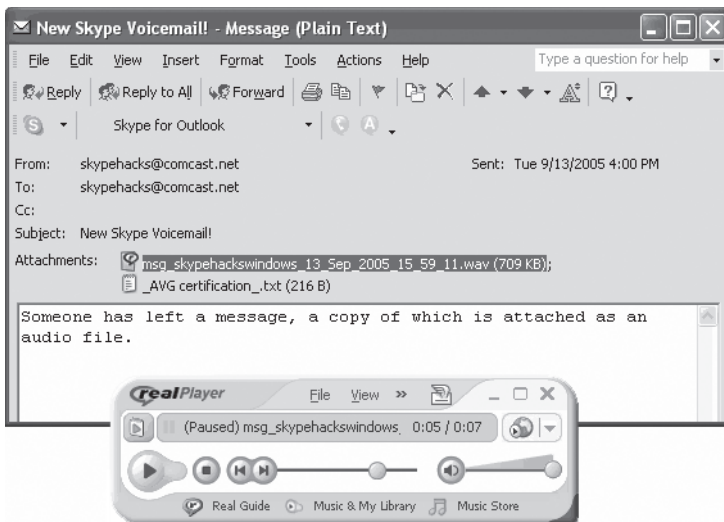 New Skype Voicemail! - Message (Plain Text)
File Edit View Insert Format Tools Actions Help Type a question for help
Reply Reply to All Forward
Skype for Outlook
From: skypehacks@comcast.net Sent: Tue 9/13/2005 4:00 PM
To: skypehacks@comcast.net
Cc:
Subject: New Skype Voicemail!
Attachments: msg_skypehackswindows_13_Sep_2005_15_59_11.wav (709 KB);
_AVG certification_.txt (216 B)
Someone has left a message, a copy of which is attached as an
audio file.
realPlayer File View »
(Paused) msg_skypehackswindows_ 0:05 / 0:07
Real Guide Music & My Library Music Store